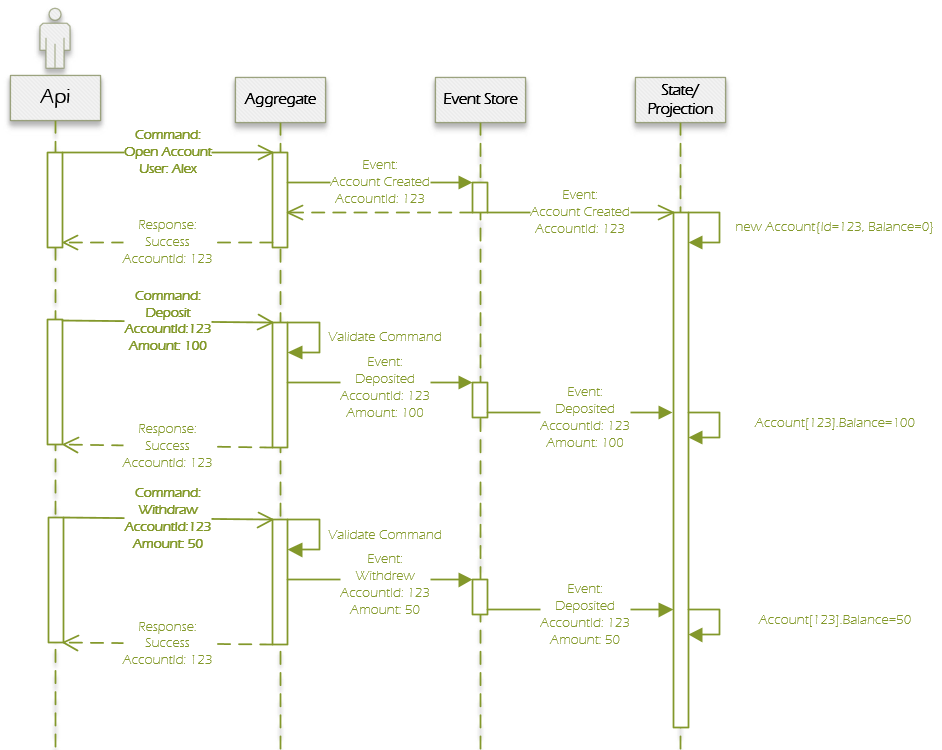 Api
Aggregate
Event Store
State/
Projection
Command:
Open Account
User: Alex
Event:
Account Created
AccountId: 123
Event:
Account Created
AccountId: 123
new Account{Id=123, Balance=0}
Response:
Success
AccountId: 123
Command:
Deposit
AccountId:123
Amount: 100
Validate Command
Event:
Deposited
AccountId: 123
Amount: 100
Event:
Deposited
AccountId: 123
Amount: 100
Account[123].Balance=100
Response:
Success
AccountId: 123
Command:
Withdraw
AccountId:123
Amount: 50
Validate Command
Event:
Withdrew
AccountId: 123
Amount: 50
Event:
Deposited
AccountId: 123
Amount: 50
Account[123].Balance=50
Response:
Success
AccountId: 123